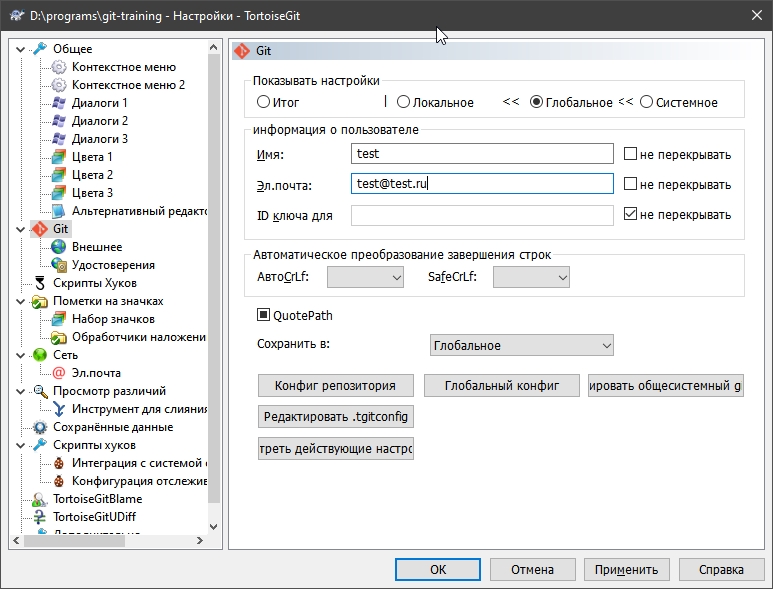 D:\programs\git-training - Настройки - TortoiseGit
Общее
Контекстное меню
Контекстное меню 2
Диалоги 1
Диалоги 2
Диалоги 3
Цвета 1
Цвета 2
Цвета 3
Альтернативный редакто
Git
Внешнее
Удостоверения
Скрипты Хуков
Пометки на значках
Набор значков
Обработчики наложени
Сеть
Эл.почта
Просмотр различий
Инструмент для слияния
Сохранённые данные
Скрипты хуков
Интеграция с системой
Конфигурация отслежив
TortoiseGitBlame
TortoiseGitUDiff
Дополнительно
Git
Показывать настройки
Итог | Локальное << Глобальное << Системное
информация о пользователе
Имя: test не перекрывать
Эл.почта: test@test.ru не перекрывать
ID ключа для не перекрывать
Автоматическое преобразование завершения строк
АвтоCrLf: SafeCrLf:
QuotePath
Сохранить в: Глобальное
Конфиг репозитория Глобальный конфиг ировать общесистемный g
Редактировать .tgitconfig
треть действующие настро
ОК Отмена Применить Справка